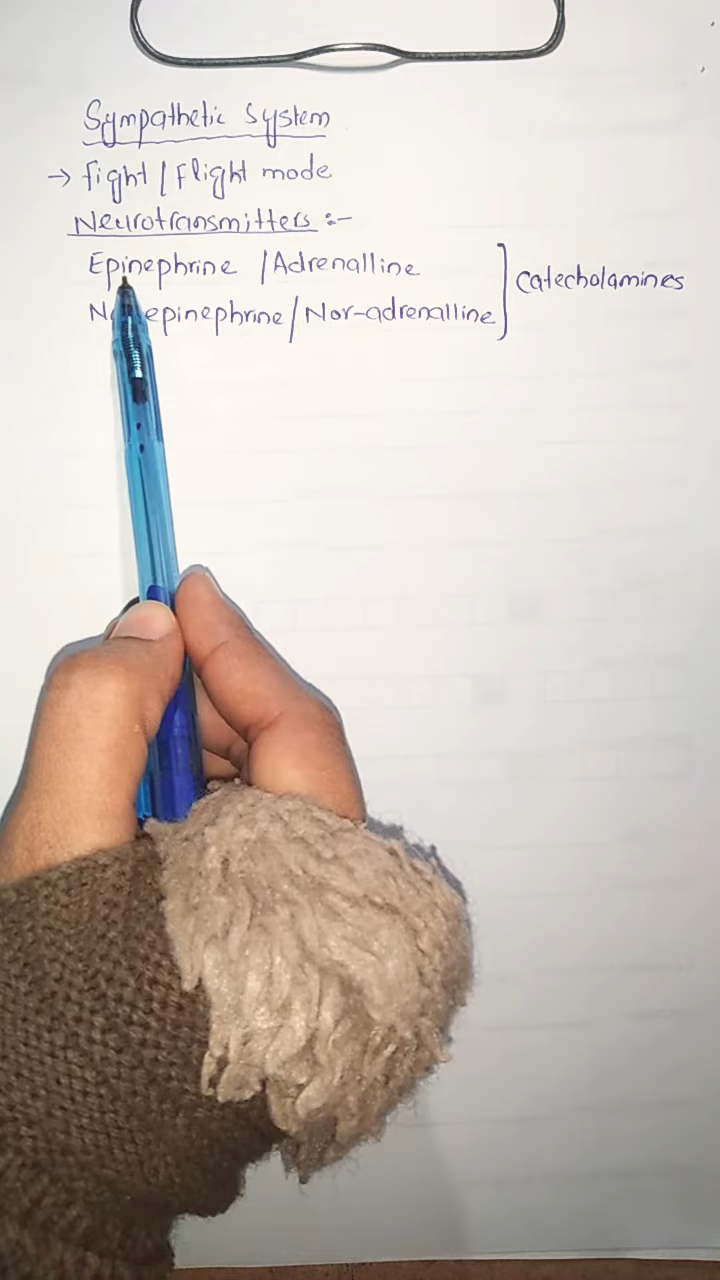 Sympathetic System
→ fight / Flight mode
Neurotransmitters :-
Epinephrine / Adrenalline
epinephrine / Nor-adrenalline
] Catecholamines